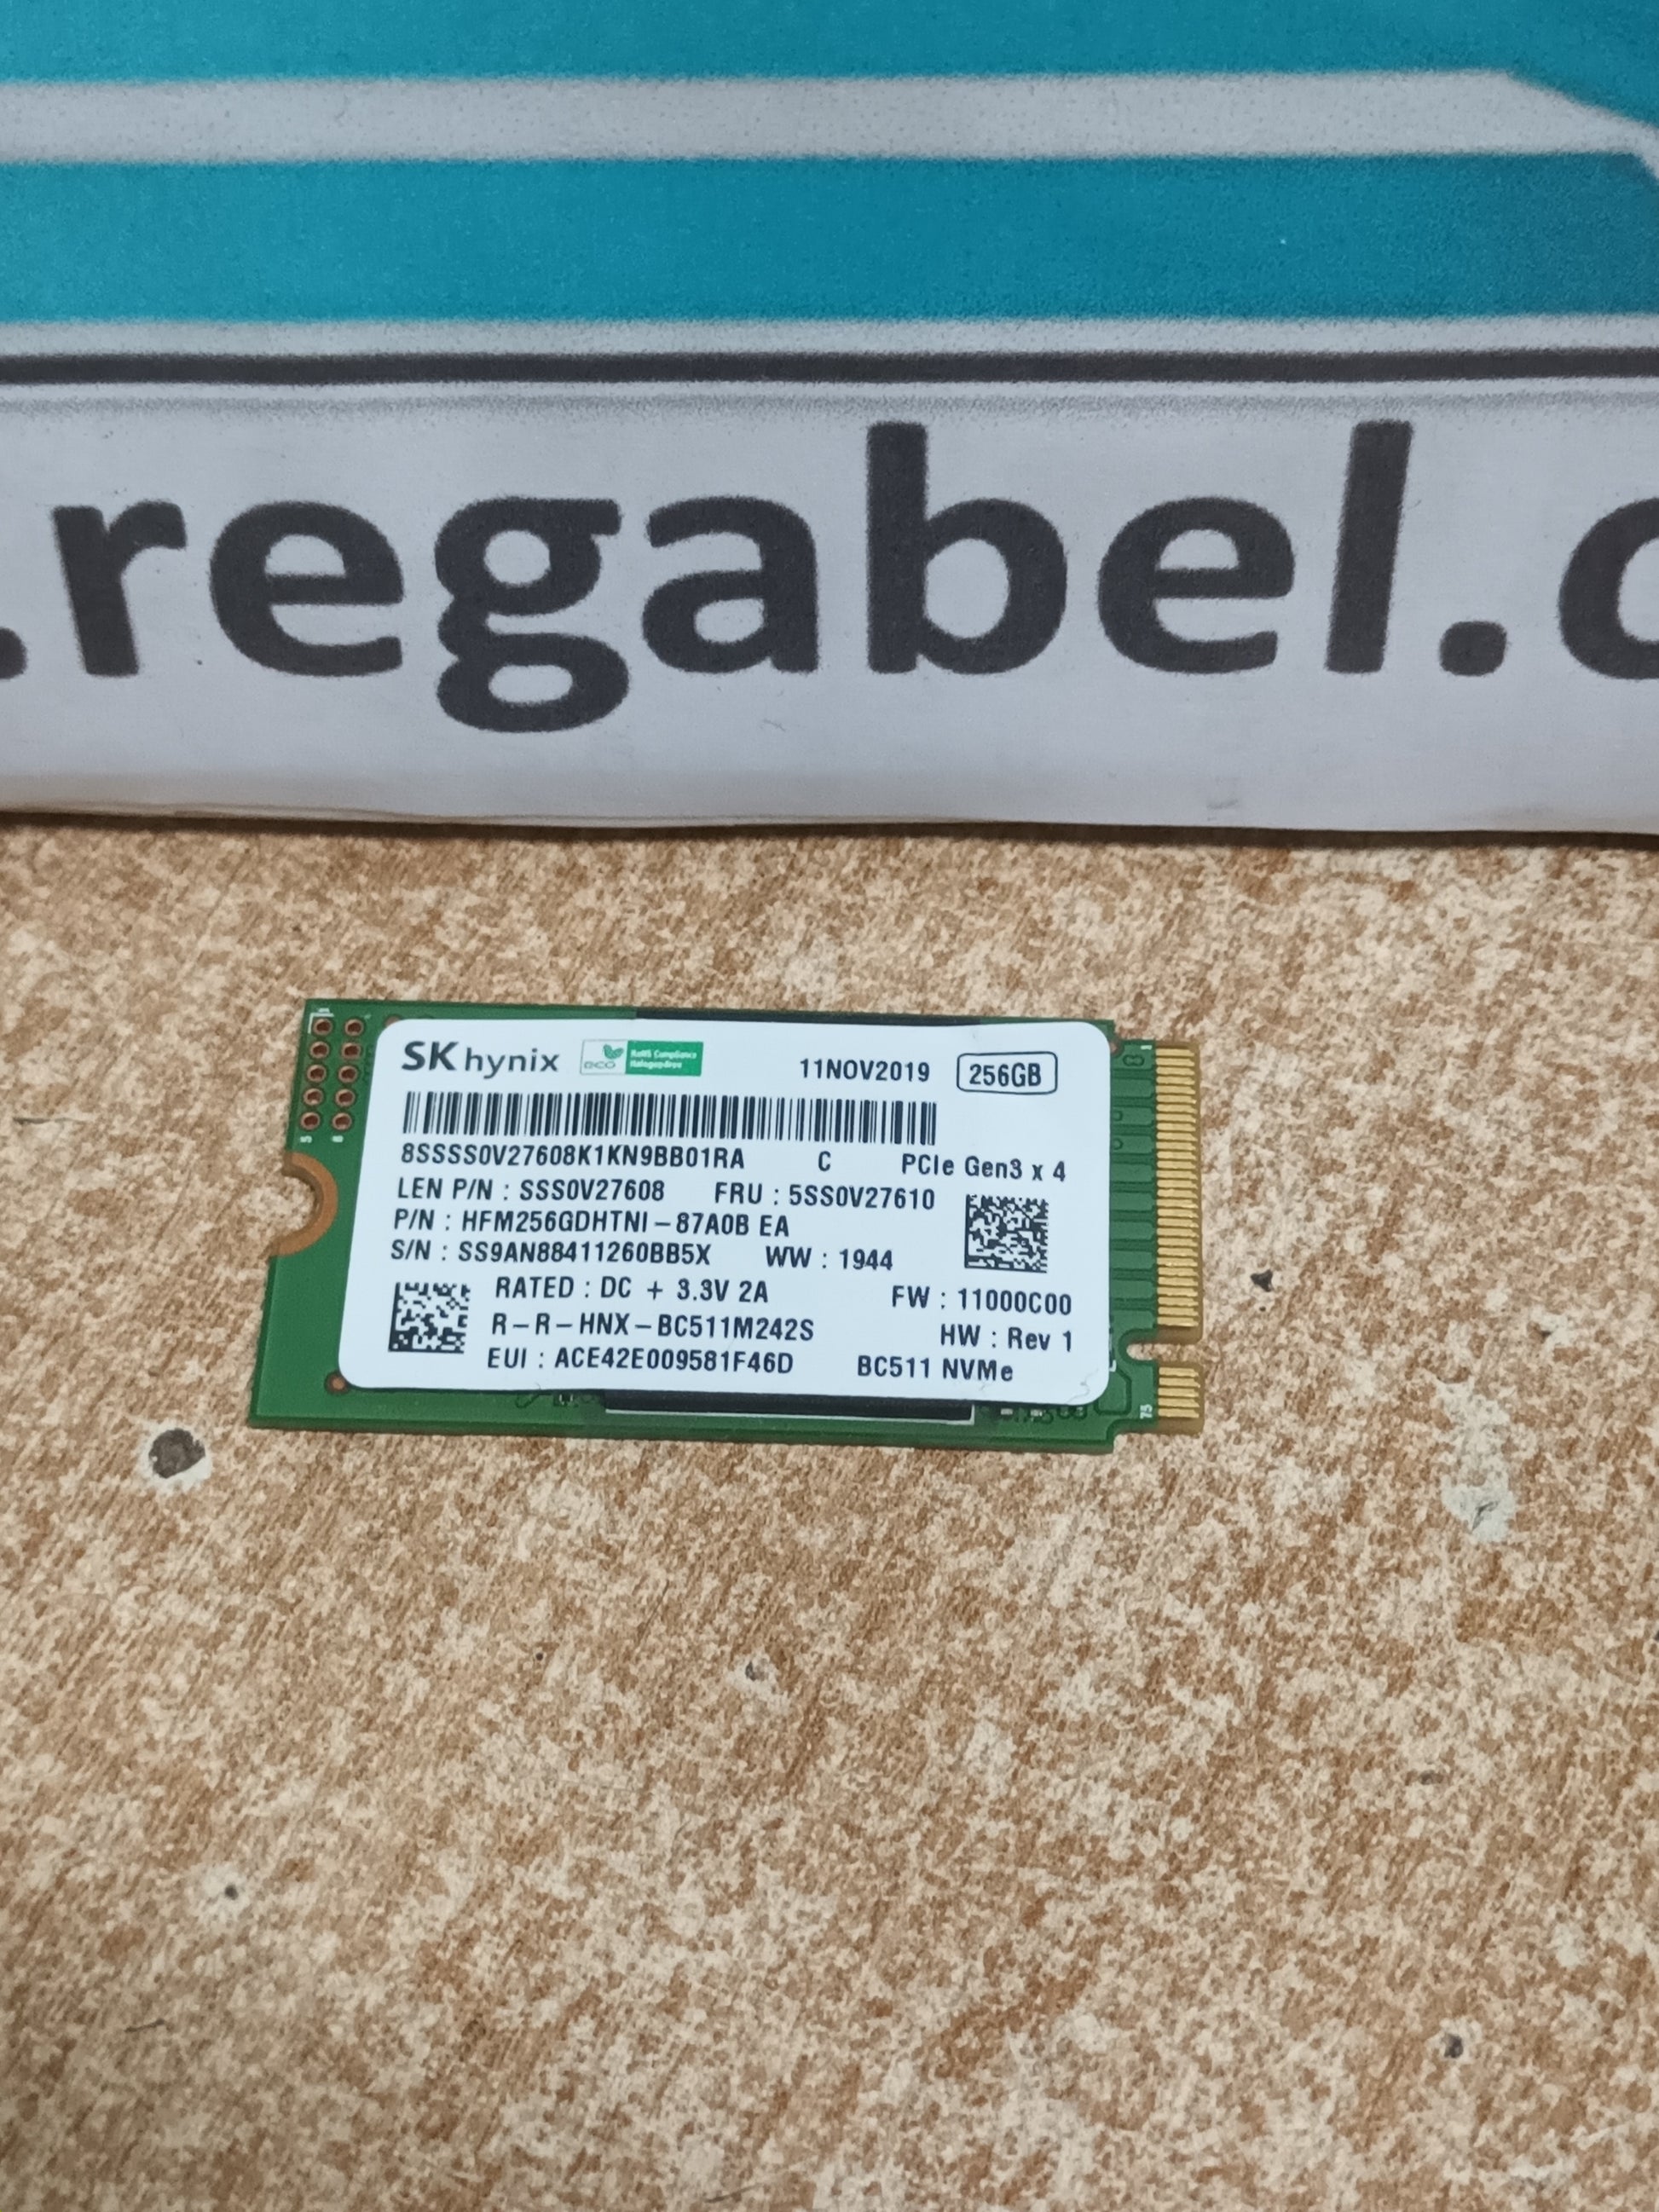 .regabel.c
SK hynix eco RoHS Compliance 11NOV2019 256GB
Halogen free
8SSSS0V27608K1KN9BB01RA C PCIe Gen3 x 4
LEN P/N : SSS0V27608 FRU : 5SS0V27610
P/N : HFM256GDHTNI-87A0B EA
S/N : SS9AN88411260BB5X WW : 1944
RATED : DC + 3.3V 2A FW : 11000C00
R-R-HNX-BC511M242S HW : Rev 1
EUI : ACE42E009581F46D BC511 NVMe
75